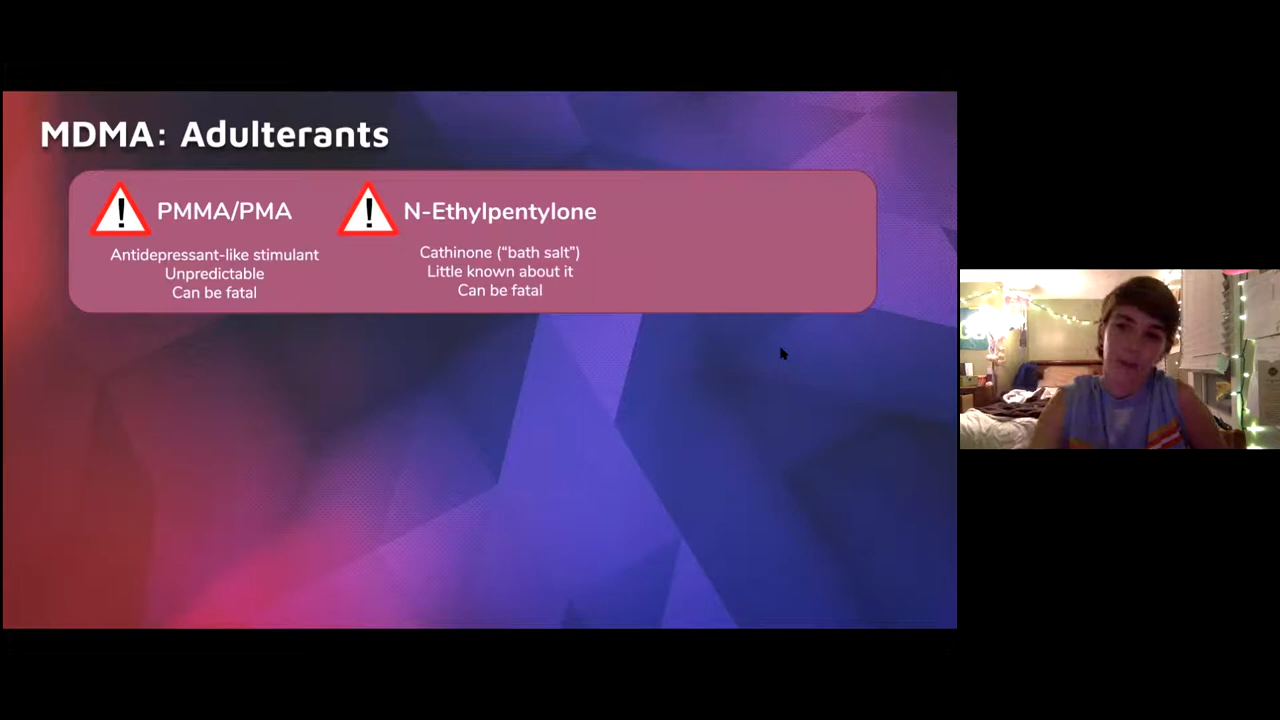 MDMA: Adulterants
PMMA/PMA
Antidepressant-like stimulant
Unpredictable
Can be fatal
N-Ethylpentylone
Cathinone (“bath salt”)
Little known about it
Can be fatal